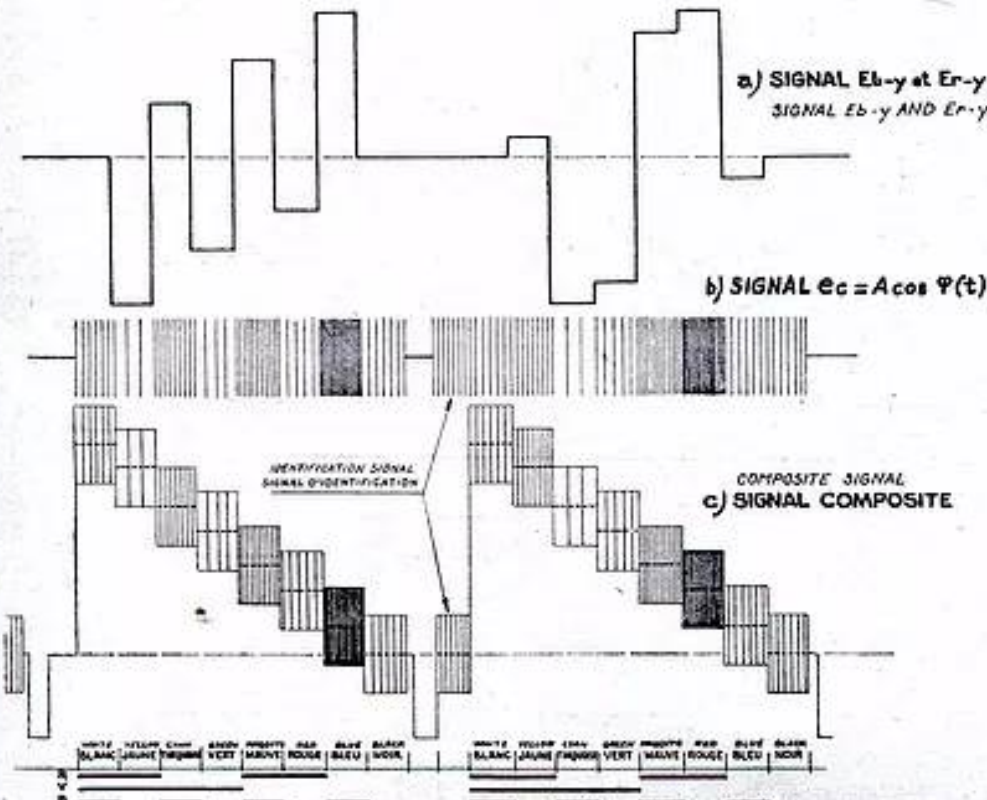 a) SIGNAL Eb-y et Er-y
SIGNAL Eb-y AND Er-y
b) SIGNAL ec = A cos φ(t)
IDENTIFICATION SIGNAL
SIGNAL D'IDENTIFICATION
COMPOSITE SIGNAL
c) SIGNAL COMPOSITE
WHITE YELLOW CYAN GREEN MAGENTA RED BLUE BLACK WHITE YELLOW CYAN GREEN MAGENTA RED BLUE BLACK
BLANC JAUNE TURQUOISE VERT MAUVE ROUGE BLEU NOIR BLANC JAUNE TURQUOISE VERT MAUVE ROUGE BLEU NOIR